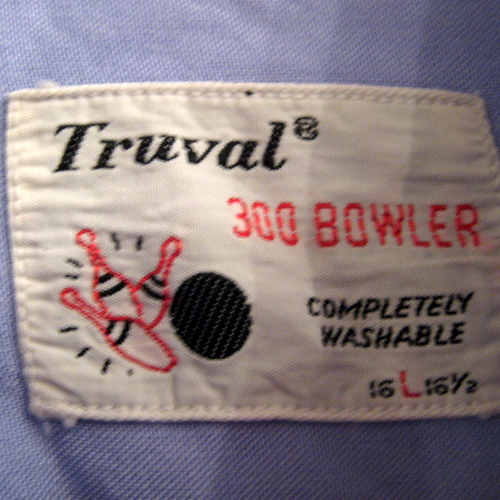 Truval®
300 BOWLER
COMPLETELY
WASHABLE
16 L 16½